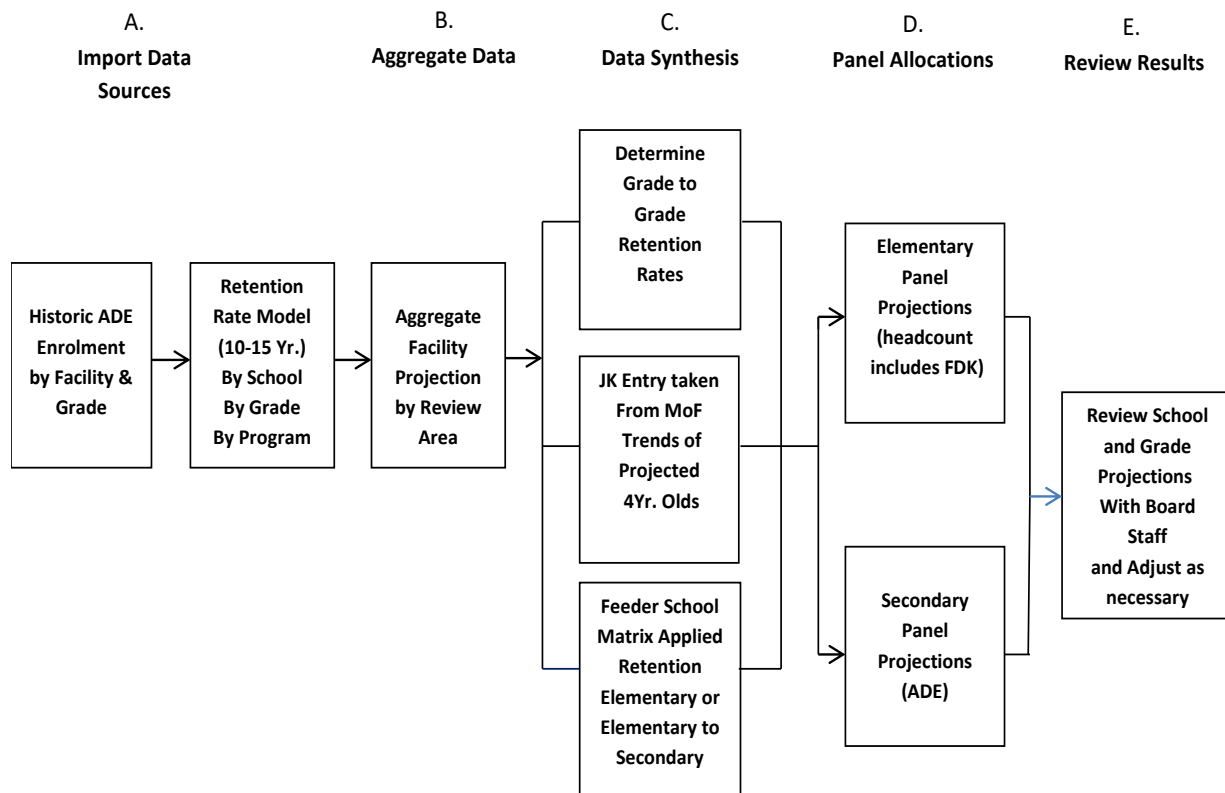 A.
Import Data
Sources
B.
Aggregate Data
C.
Data Synthesis
D.
Panel Allocations
E.
Review Results
Historic ADE
Enrolment
by Facility &
Grade
Retention
Rate Model
(10-15 Yr.)
By School
By Grade
By Program
Aggregate
Facility
Projection
by Review
Area
Determine
Grade to
Grade
Retention
Rates
JK Entry taken
From MoF
Trends of
Projected
4Yr. Olds
Feeder School
Matrix Applied
Retention
Elementary or
Elementary to
Secondary
Elementary
Panel
Projections
(headcount
includes FDK)
Secondary
Panel
Projections
(ADE)
Review School
and Grade
Projections
With Board
Staff
and Adjust as
necessary